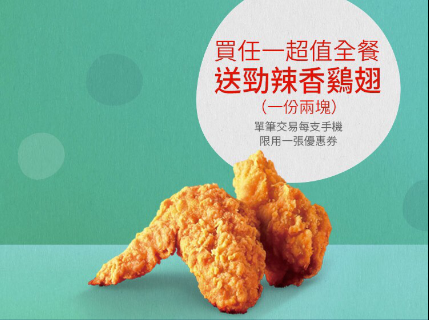 買任一超值全餐
送勁辣香鷄翅
(一份兩塊)
單筆交易每支手機
限用一張優惠券